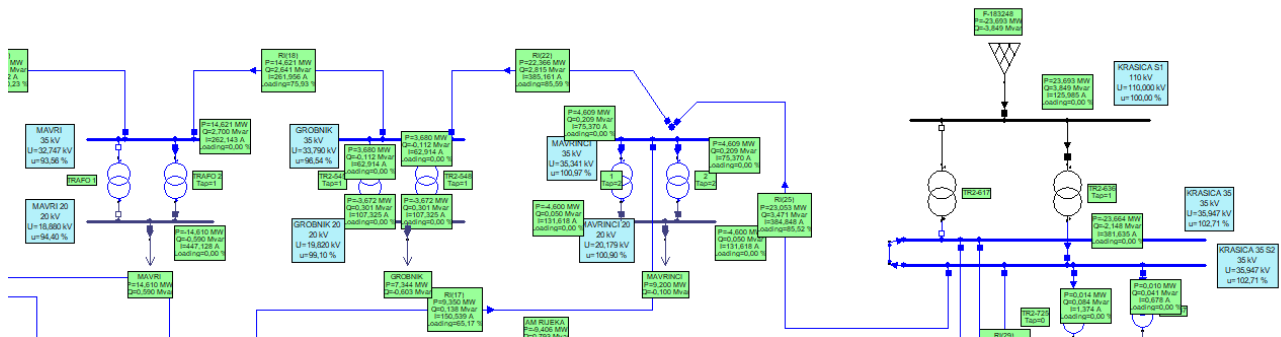 F-183248
P=-23,693 MW
Q=-3,849 Mvar
RI(18)
P=14,621 MW
Q=2,641 Mvar
I=261,956 A
Loading=75,93 %
RI(22)
P=22,366 MW
Q=2,815 Mvar
I=385,161 A
Loading=85,59 %
MW
Mvar
A
0,23 %
KRASICA S1
110 kV
U=110,000 kV
u=100,00 %
P=23,693 MW
Q=3,849 Mvar
I=125,985 A
Loading=0,00 %
MAVRI
35 kV
U=32,747 kV
u=93,56 %
P=14,621 MW
Q=2,700 Mvar
I=262,143 A
Loading=0,00 %
GROBNIK
35 kV
U=33,790 kV
u=96,54 %
P=3,680 MW
Q=-0,112 Mvar
I=62,914 A
Loading=0,00 %
P=3,680 MW
Q=-0,112 Mvar
I=62,914 A
Loading=0,00 %
P=4,609 MW
Q=0,209 Mvar
I=75,370 A
Loading=0,00 %
MAVRINCI
35 kV
U=35,341 kV
u=100,97 %
P=4,609 MW
Q=0,209 Mvar
I=75,370 A
Loading=0,00 %
TRAFO 1
TRAFO 2
Tap=1
TR2-547
Tap=1
TR2-548
Tap=1
1
Tap=2
2
Tap=2
TR2-617
TR2-636
Tap=1
KRASICA 35
35 kV
U=35,947 kV
u=102,71 %
MAVRI 20
20 kV
U=18,880 kV
u=94,40 %
P=-14,610 MW
Q=-0,590 Mvar
I=447,128 A
Loading=0,00 %
GROBNIK 20
20 kV
U=19,820 kV
u=99,10 %
P=-3,672 MW
Q=0,301 Mvar
I=107,325 A
Loading=0,00 %
P=-3,672 MW
Q=0,301 Mvar
I=107,325 A
Loading=0,00 %
P=-4,600 MW
Q=0,050 Mvar
I=131,618 A
Loading=0,00 %
MAVRINCI 20
20 kV
U=20,179 kV
u=100,90 %
P=-4,600 MW
Q=0,050 Mvar
I=131,618 A
Loading=0,00 %
RI(25)
P=23,053 MW
Q=3,471 Mvar
I=384,848 A
Loading=85,52 %
P=-23,664 MW
Q=-2,148 Mvar
I=381,635 A
Loading=0,00 %
KRASICA 35 S2
35 kV
U=35,947 kV
u=102,71 %
MAVRI
P=14,610 MW
Q=0,590 Mvar
GROBNIK
P=7,344 MW
Q=-0,603 Mvar
RI(17)
P=9,350 MW
Q=0,138 Mvar
I=150,539 A
Loading=65,17 %
MAVRINCI
P=9,200 MW
Q=-0,100 Mvar
AM RIJEKA
P=-9,406 MW
TR2-725
Tap=0
P=0,014 MW
Q=0,084 Mvar
I=1,374 A
Loading=0,00 %
P=0,010 MW
Q=0,041 Mvar
I=0,678 A
Loading=0,00 %
RI(29)